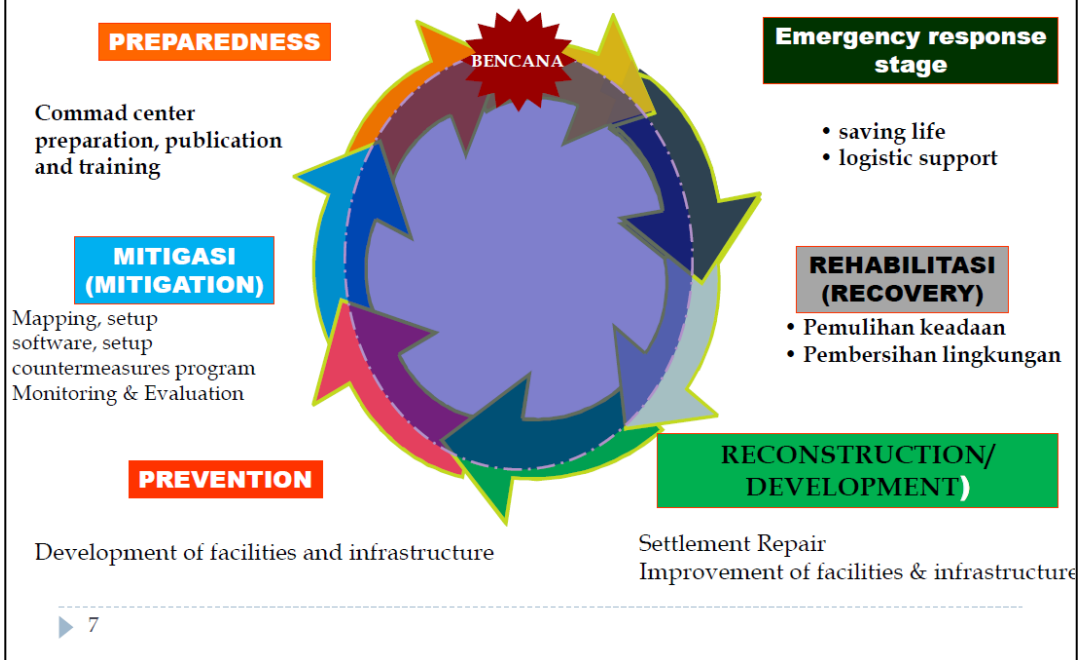 PREPAREDNESS
Commad center
preparation, publication
and training
BENCANA
Emergency response
stage
• saving life
• logistic support
MITIGASI
(MITIGATION)
Mapping, setup
software, setup
countermeasures program
Monitoring & Evaluation
REHABILITASI
(RECOVERY)
• Pemulihan keadaan
• Pembersihan lingkungan
PREVENTION
Development of facilities and infrastructure
RECONSTRUCTION/
DEVELOPMENT)
Settlement Repair
Improvement of facilities & infrastructure
7